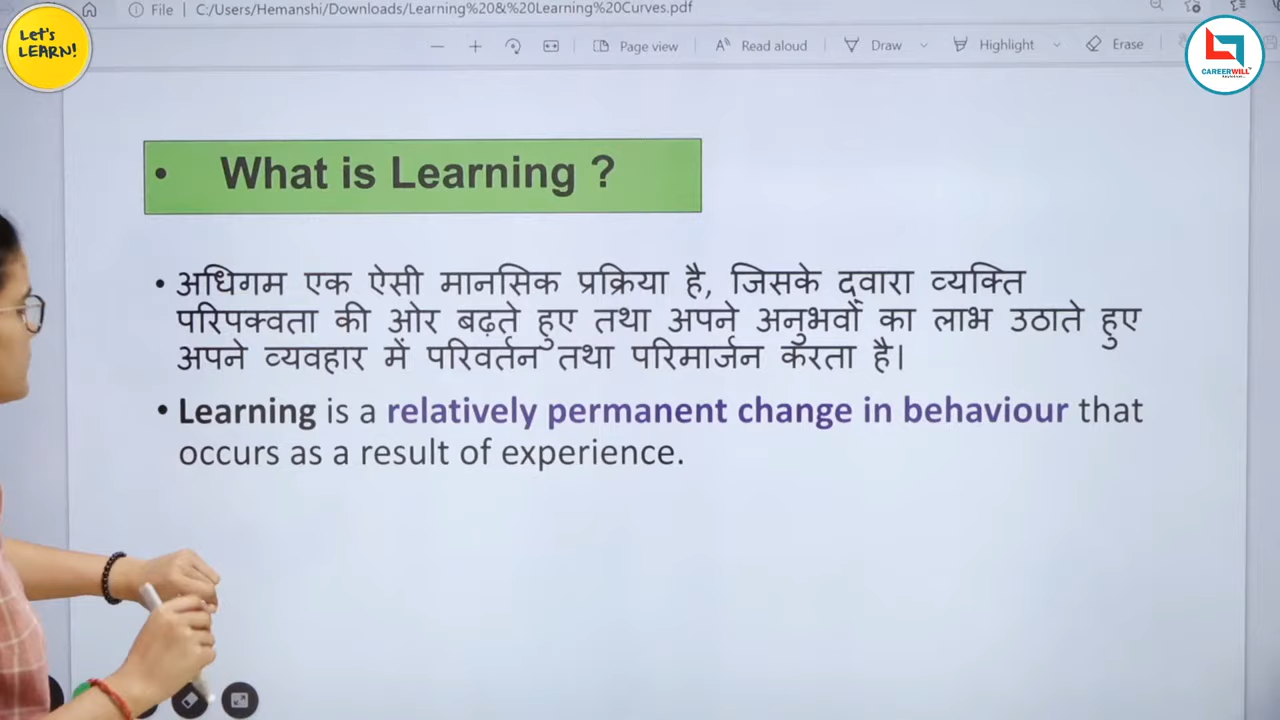 Let's
LEARN!
File | C:/Users/Hemanshi/Downloads/Learning%20&%20Learning%20Curves.pdf
Page view
Read aloud
Draw
Highlight
Erase
CAREERWILL
• What is Learning ?
• अधिगम एक ऐसी मानसिक प्रक्रिया है, जिसके द्वारा व्यक्ति
परिपक्वता की ओर बढ़ते हुए तथा अपने अनुभवों का लाभ उठाते हुए
अपने व्यवहार में परिवर्तन तथा परिमार्जन करता है।
• Learning is a relatively permanent change in behaviour that
occurs as a result of experience.